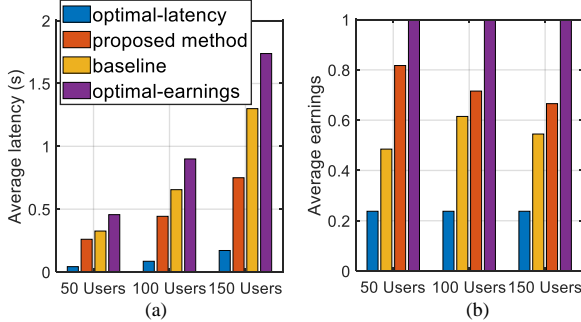 optimal-latency
proposed method
baseline
optimal-earnings
Average latency (s)
2
1.5
1
0.5
0
50 Users 100 Users 150 Users
(a)
Average earnings
1
0.8
0.6
0.4
0.2
0
50 Users 100 Users 150 Users
(b)